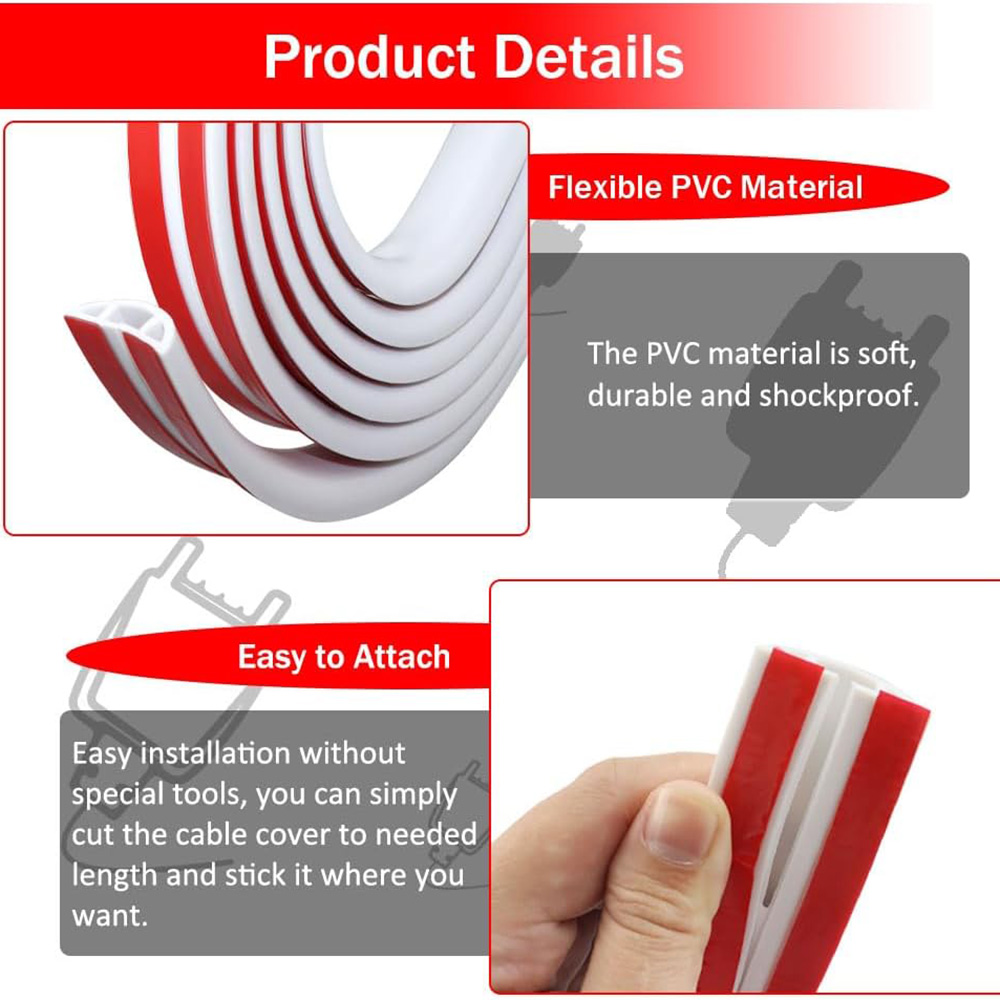 Product Details
Flexible PVC Material
The PVC material is soft,
durable and shockproof.
Easy to Attach
Easy installation without
special tools, you can simply
cut the cable cover to needed
length and stick it where you
want.